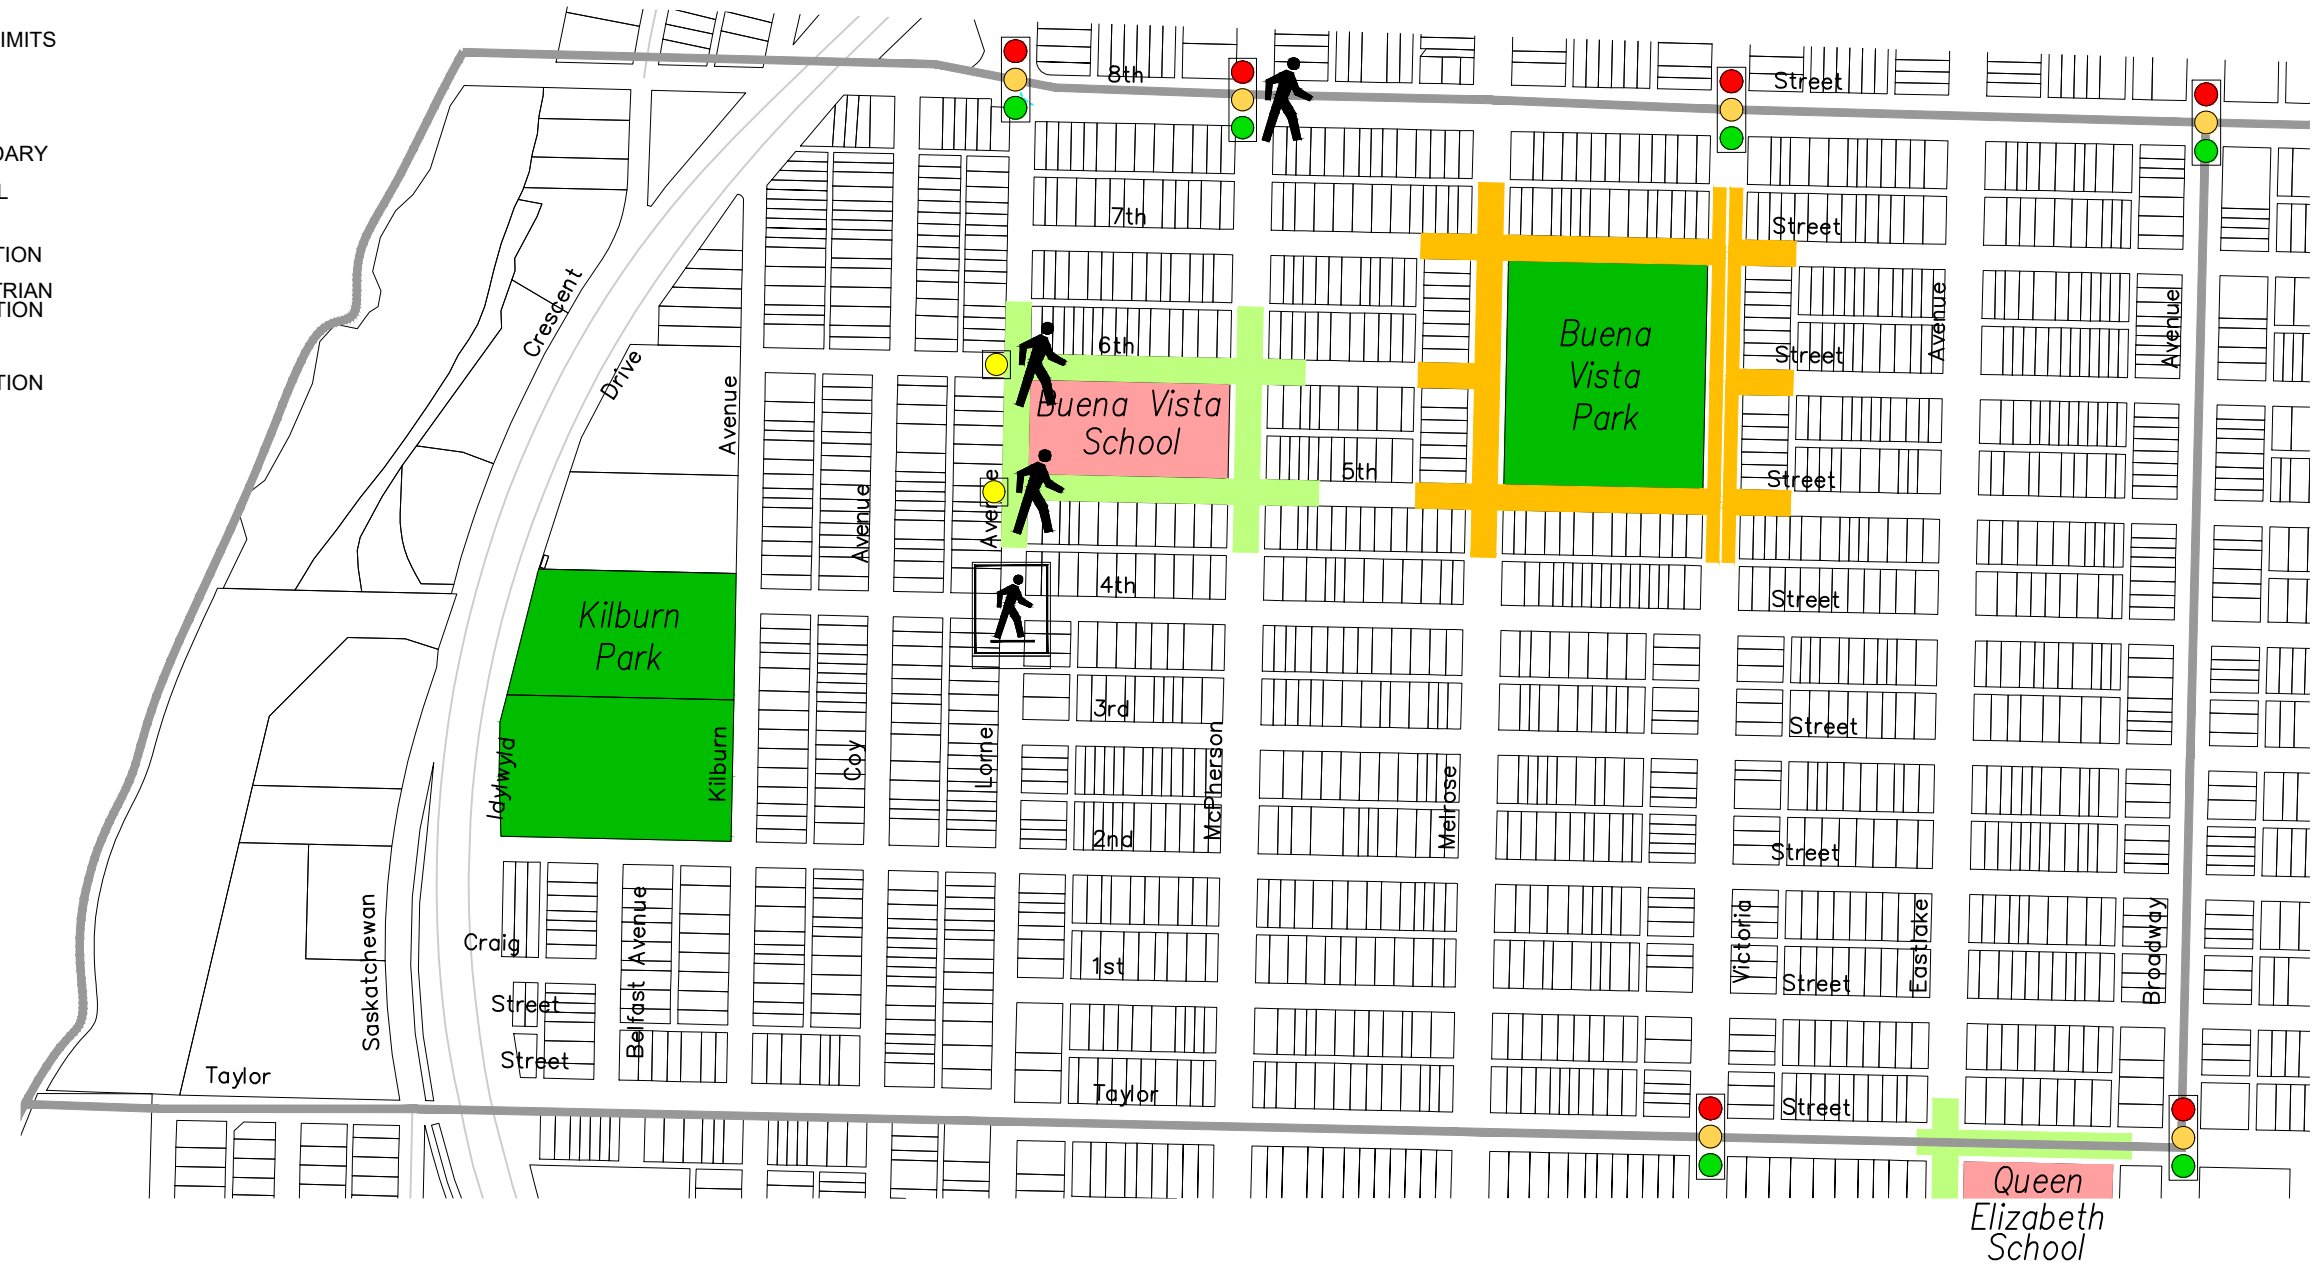 IMITS
DARY
L
TION
TRIAN
TION
TION
8th Street
7th Street
6th Street
5th Street
4th Street
3rd Street
2nd Street
1st Street
Taylor
Taylor Street
Craig
Street
Street
Saskatchewan
Crescent
Idylwyld
Drive
Belfast Avenue
Kilburn
Avenue
Coy
Avenue
Lorne
Avenue
McPherson
Melrose
Victoria
Eastlake
Avenue
Broadway
Avenue
Buena Vista
School
Buena
Vista
Park
Kilburn
Park
Queen
Elizabeth
School